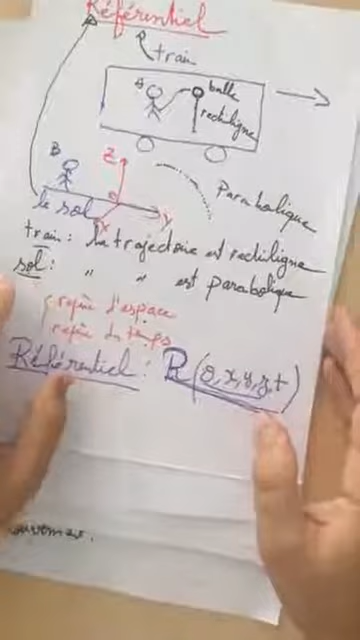 Référentiel
train
A
balle
rectiligne
B
Z
Parabolique
le sol
X
Y
train : la trajectoire est rectiligne
sol : " " est parabolique
repère d'espace
repère de temps
Référentiel : R(O, x, y, z, t)